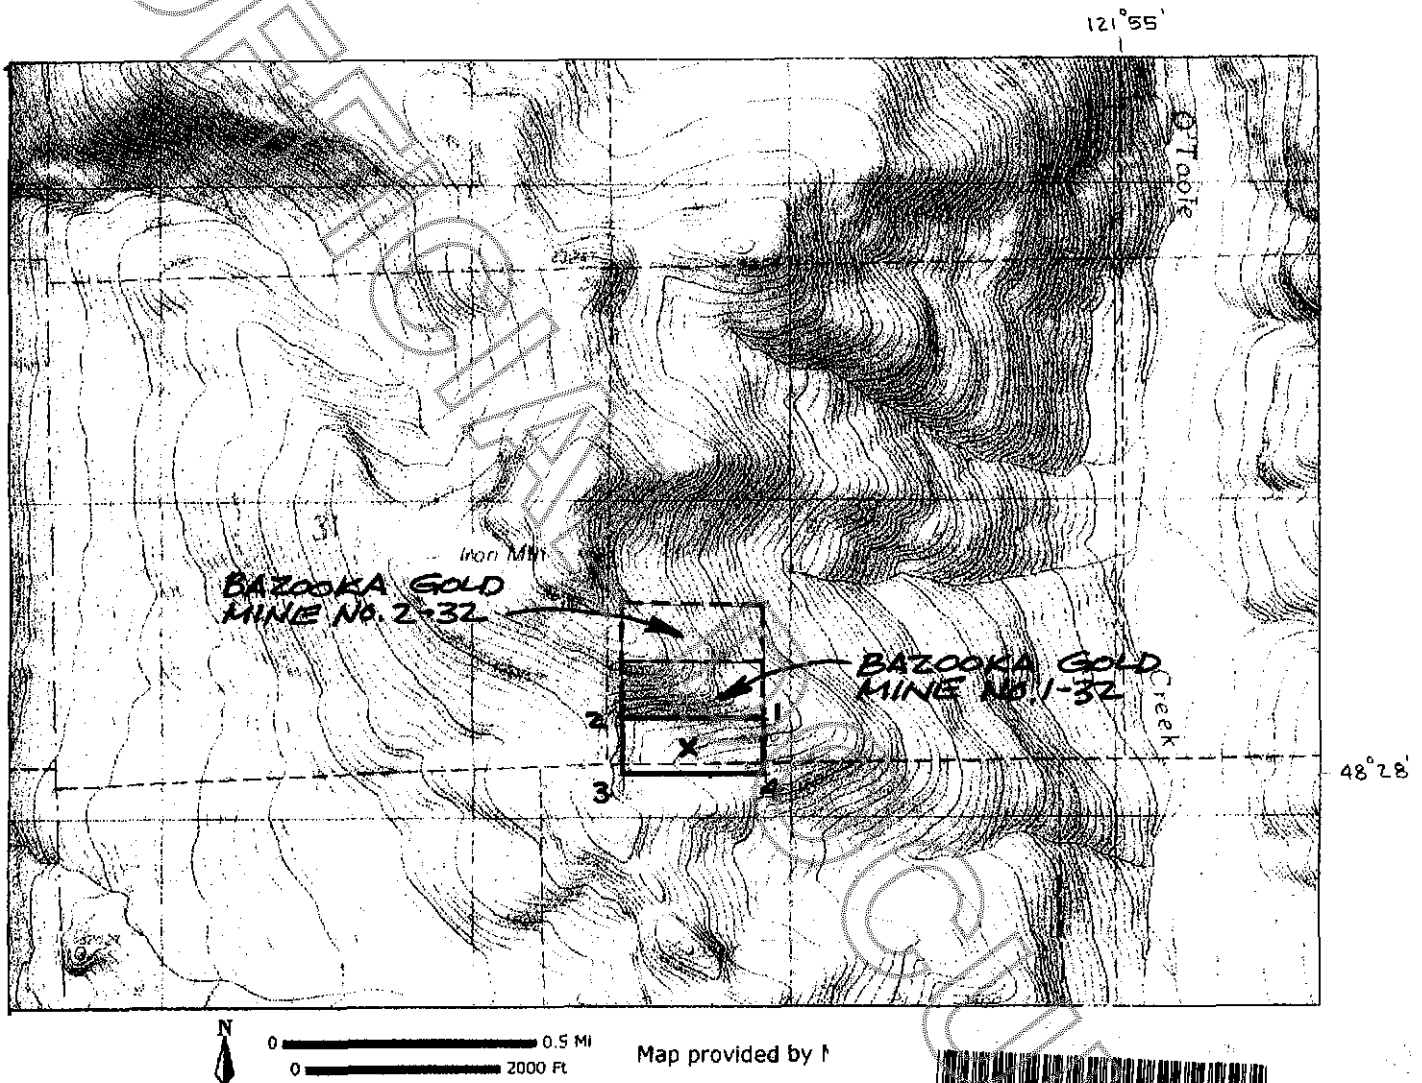 121°55'
O'Toole
31
Iron Mtn
BAZOOKA GOLD
MINE NO. 2-32
BAZOOKA GOLD
MINE NO. 1-32
Creek
2
1
X
3
4
48°28'
N
0
0.5 Mi
0
2000 Ft
Map provided by